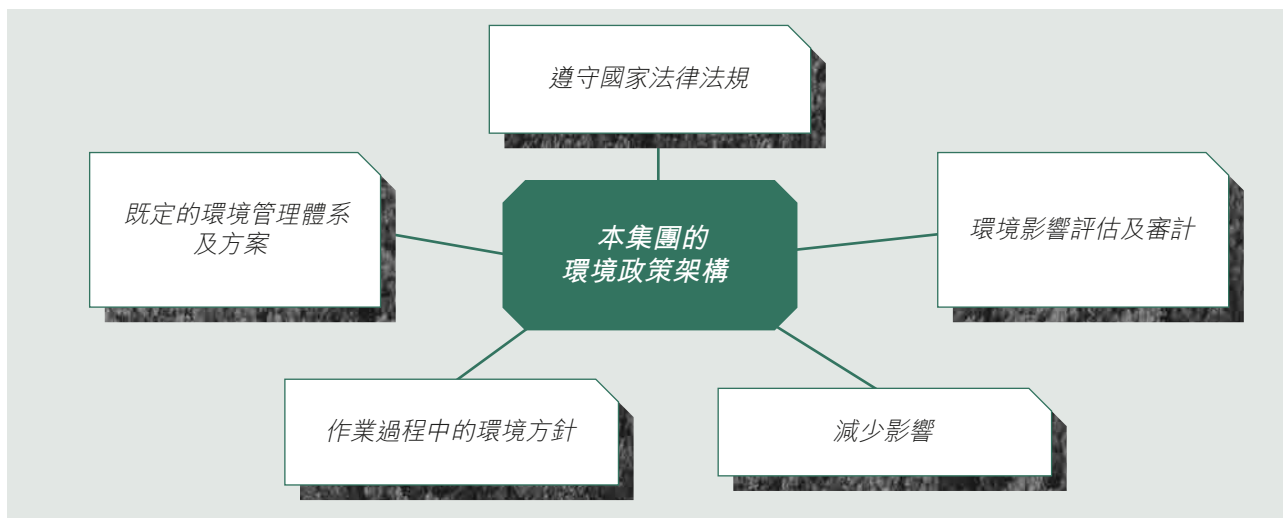 遵守國家法律法規
既定的環境管理體系
及方案
本集團的
環境政策架構
環境影響評估及審計
作業過程中的環境方針
減少影響